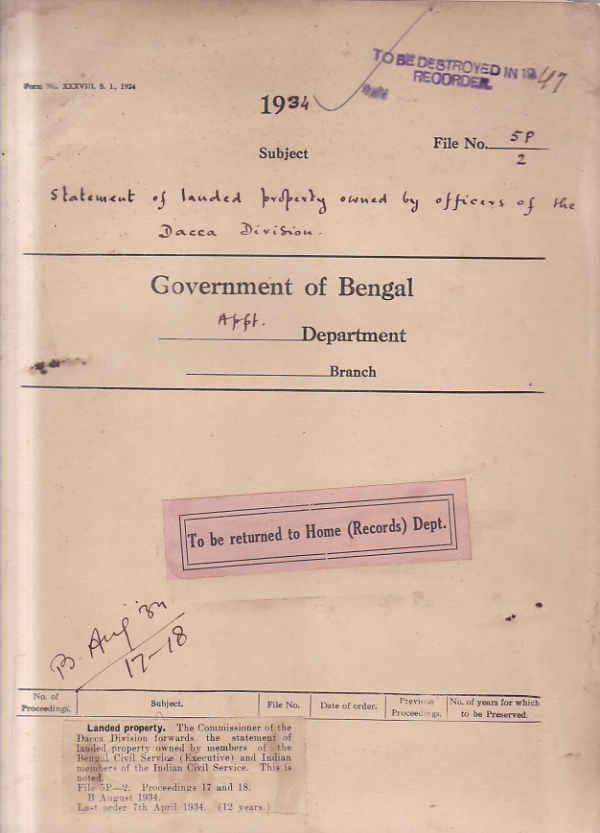 TO BE DESTROYED IN 1947
RECORDER.
Form No. XXXVIII, S. I., 1924
1934
File No. 5P
2
Subject
Statement of landed property owned by officers of the
Dacca Division.
Government of Bengal
Appt. Department
Branch
To be returned to Home (Records) Dept.
B. Aug '34
17-18
No. of Proceedings. Subject. File No. Date of order. Previous Proceedings. No. of years for which to be Preserved.
Landed property. The Commissioner of the
Dacca Division forwards the statement of
landed property owned by members of the
Bengal Civil Service (Executive) and Indian
members of the Indian Civil Service. This is
noted.
File 5P—2. Proceedings 17 and 18.
B August 1934.
Last order 7th April 1934. (12 years.)